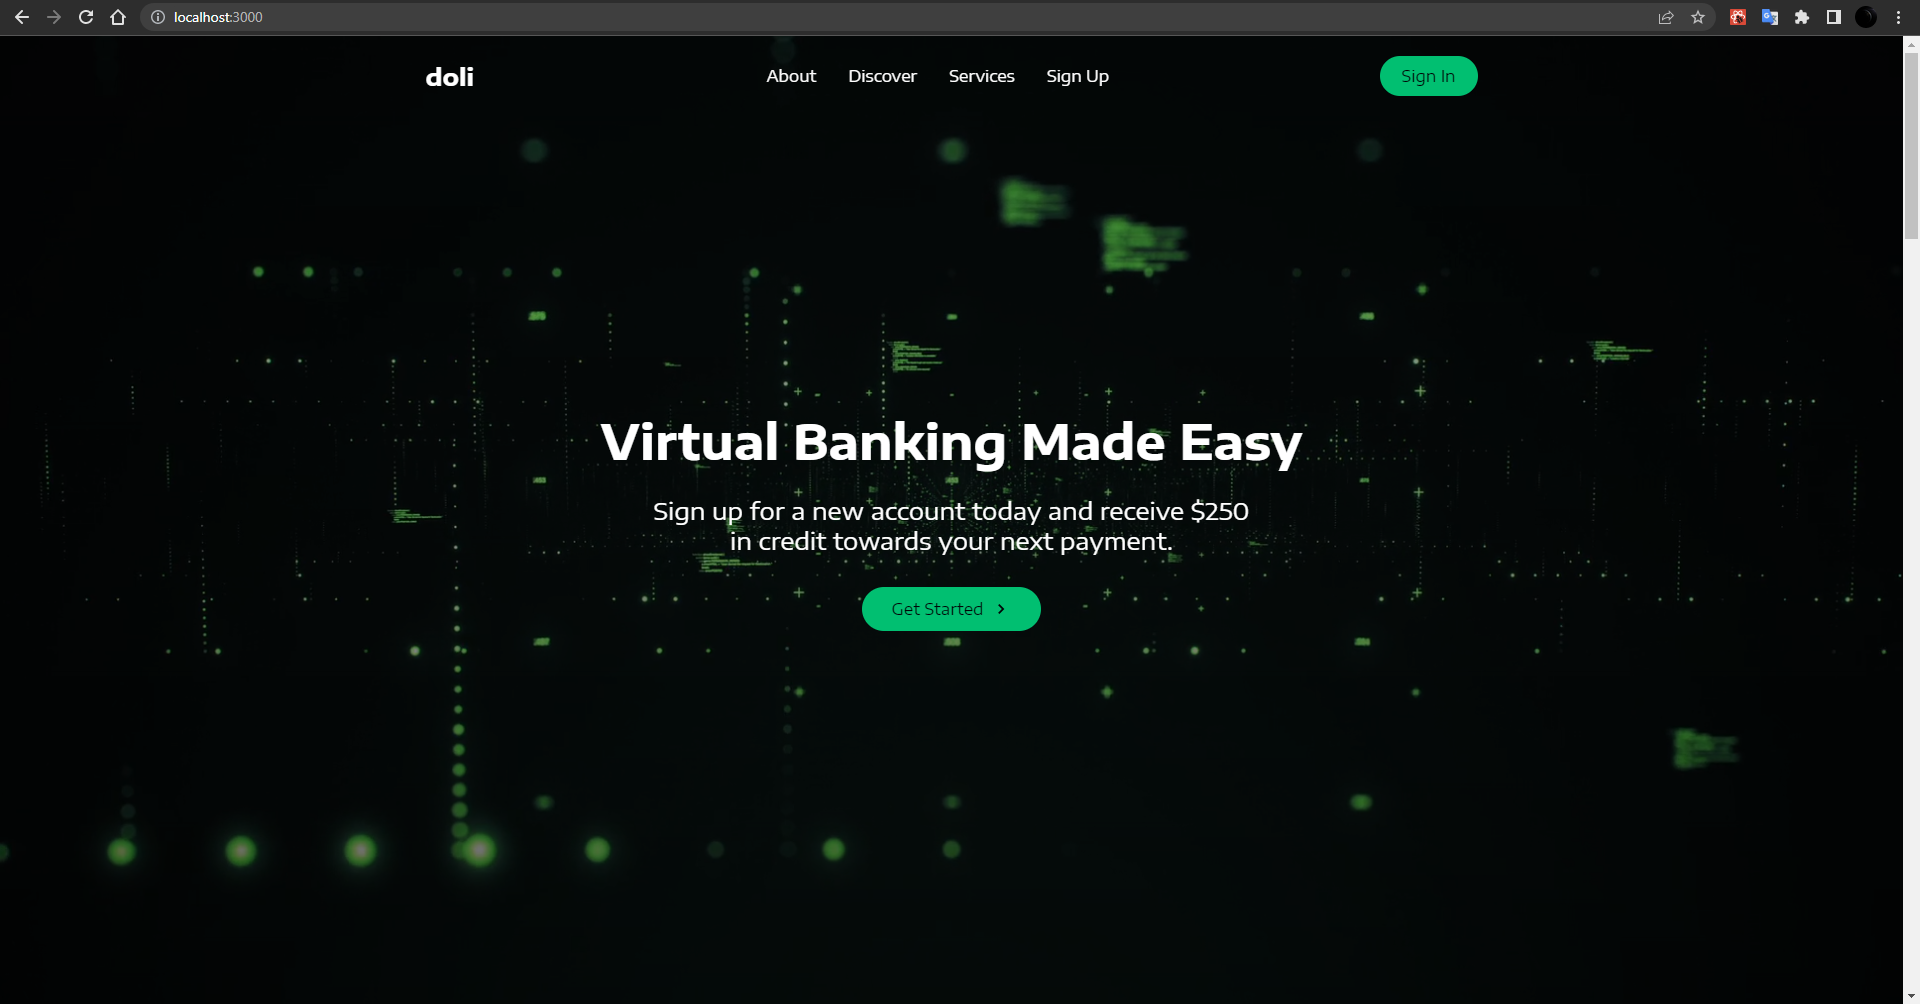 localhost:3000
doli
About Discover Services Sign Up
Sign In
Virtual Banking Made Easy
Sign up for a new account today and receive $250
in credit towards your next payment.
Get Started